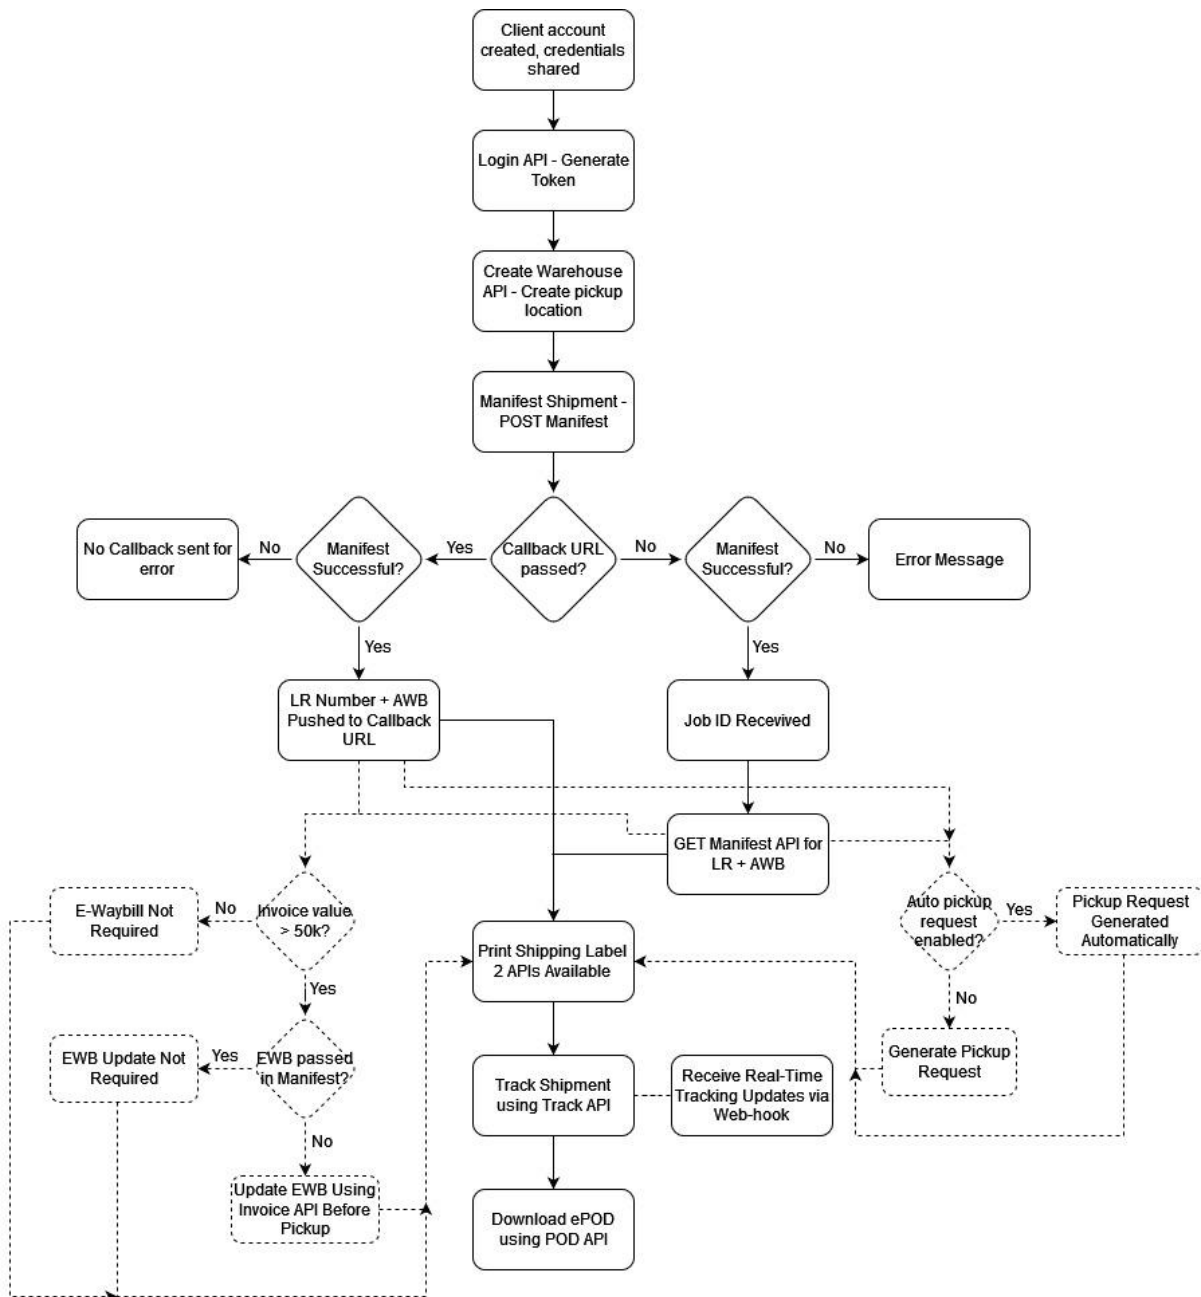 Client account
created, credentials
shared
Login API - Generate
Token
Create Warehouse
API - Create pickup
location
Manifest Shipment -
POST Manifest
No Callback sent for
error
No
Manifest
Successful?
Yes
Callback URL
passed?
No
Manifest
Successful?
No
Error Message
Yes
Yes
LR Number + AWB
Pushed to Callback
URL
Job ID Recevived
GET Manifest API for
LR + AWB
E-Waybill Not
Required
No
Invoice value
> 50k?
Print Shipping Label
2 APIs Available
Auto pickup
request
enabled?
Yes
Pickup Request
Generated
Automatically
Yes
No
EWB Update Not
Required
Yes
EWB passed
in Manifest?
Track Shipment
using Track API
Receive Real-Time
Tracking Updates via
Web-hook
Generate Pickup
Request
No
Update EWB Using
Invoice API Before
Pickup
Download ePOD
using POD API